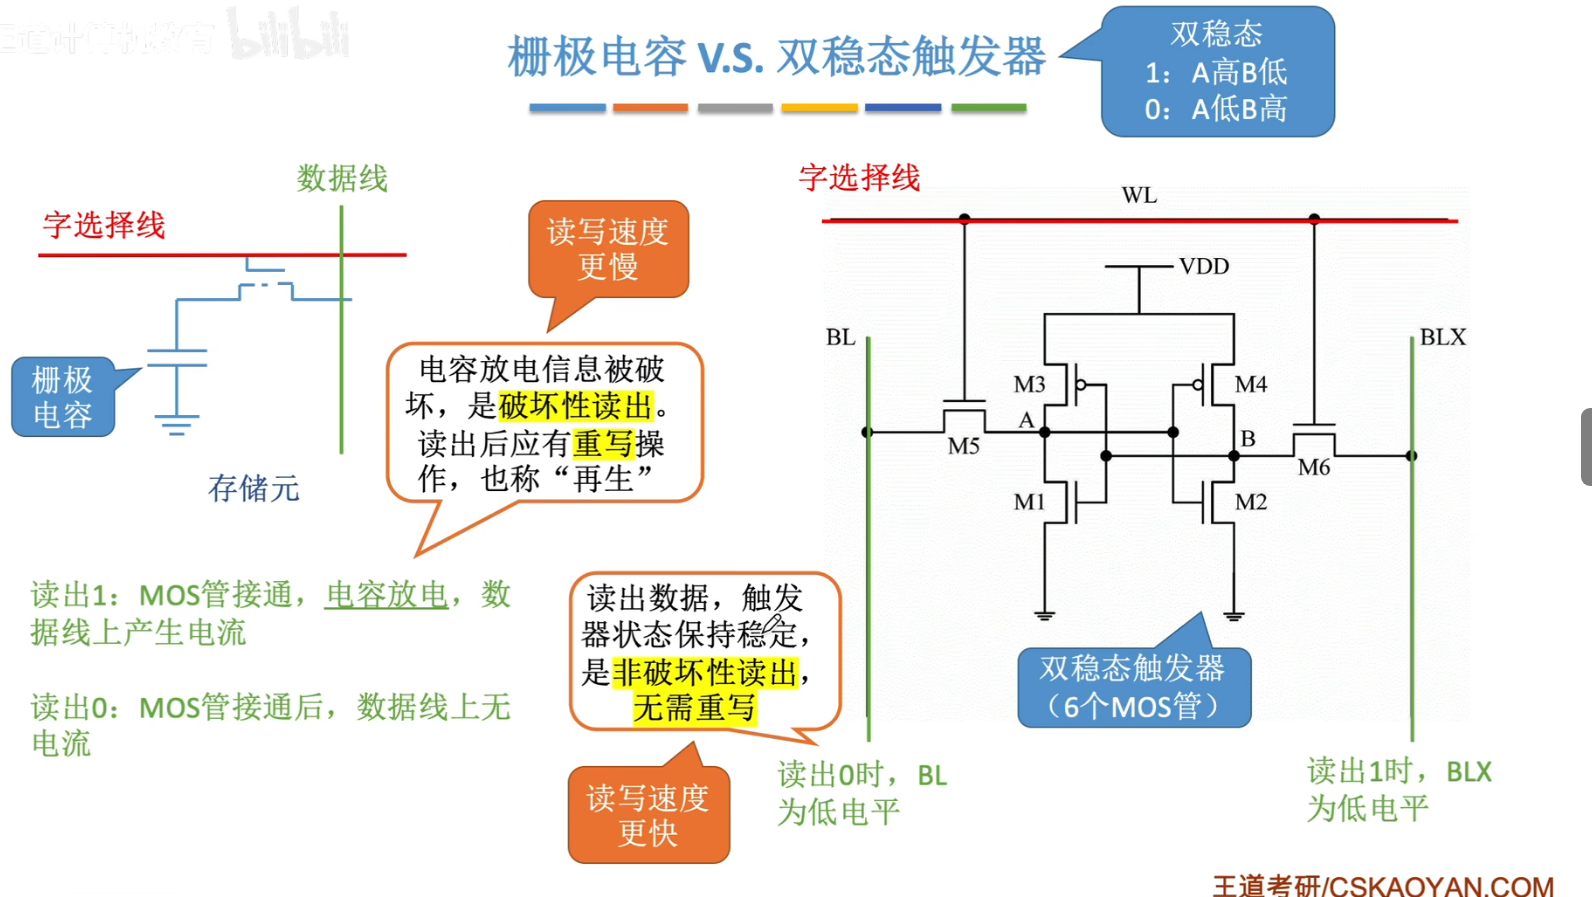 王道计算机教育
bilibili
栅极电容 V.S. 双稳态触发器
双稳态
1：A高B低
0：A低B高
数据线
字选择线
栅极
电容
存储元
读写速度
更慢
电容放电信息被破
坏，是破坏性读出。
读出后应有重写操
作，也称“再生”
读出1：MOS管接通，电容放电，数
据线上产生电流
读出0：MOS管接通后，数据线上无
电流
读出数据，触发
器状态保持稳定，
是非破坏性读出，
无需重写
读写速度
更快
字选择线
WL
VDD
BL
BLX
M3
M4
A
B
M5
M6
M1
M2
双稳态触发器
（6个MOS管）
读出0时，BL
为低电平
读出1时，BLX
为低电平
王道考研/CSKAOYAN.COM